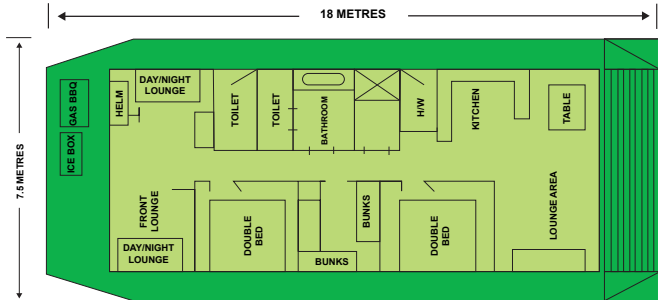 18 METRES
7.5 METRES
GAS BBQ
ICE BOX
HELM
DAY/NIGHT
LOUNGE
TOILET
TOILET
BATHROOM
H/W
KITCHEN
TABLE
FRONT
LOUNGE
DAY/NIGHT
LOUNGE
DOUBLE
BED
BUNKS
BUNKS
DOUBLE
BED
LOUNGE AREA